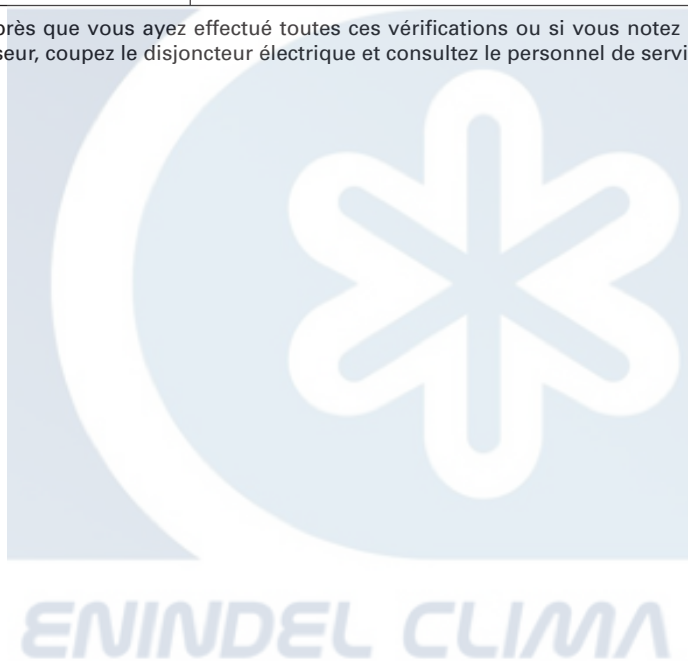 près que vous ayez effectué toutes ces vérifications ou si vous notez
seur, coupez le disjoncteur électrique et consultez le personnel de servi
ENINDEL CLIMA